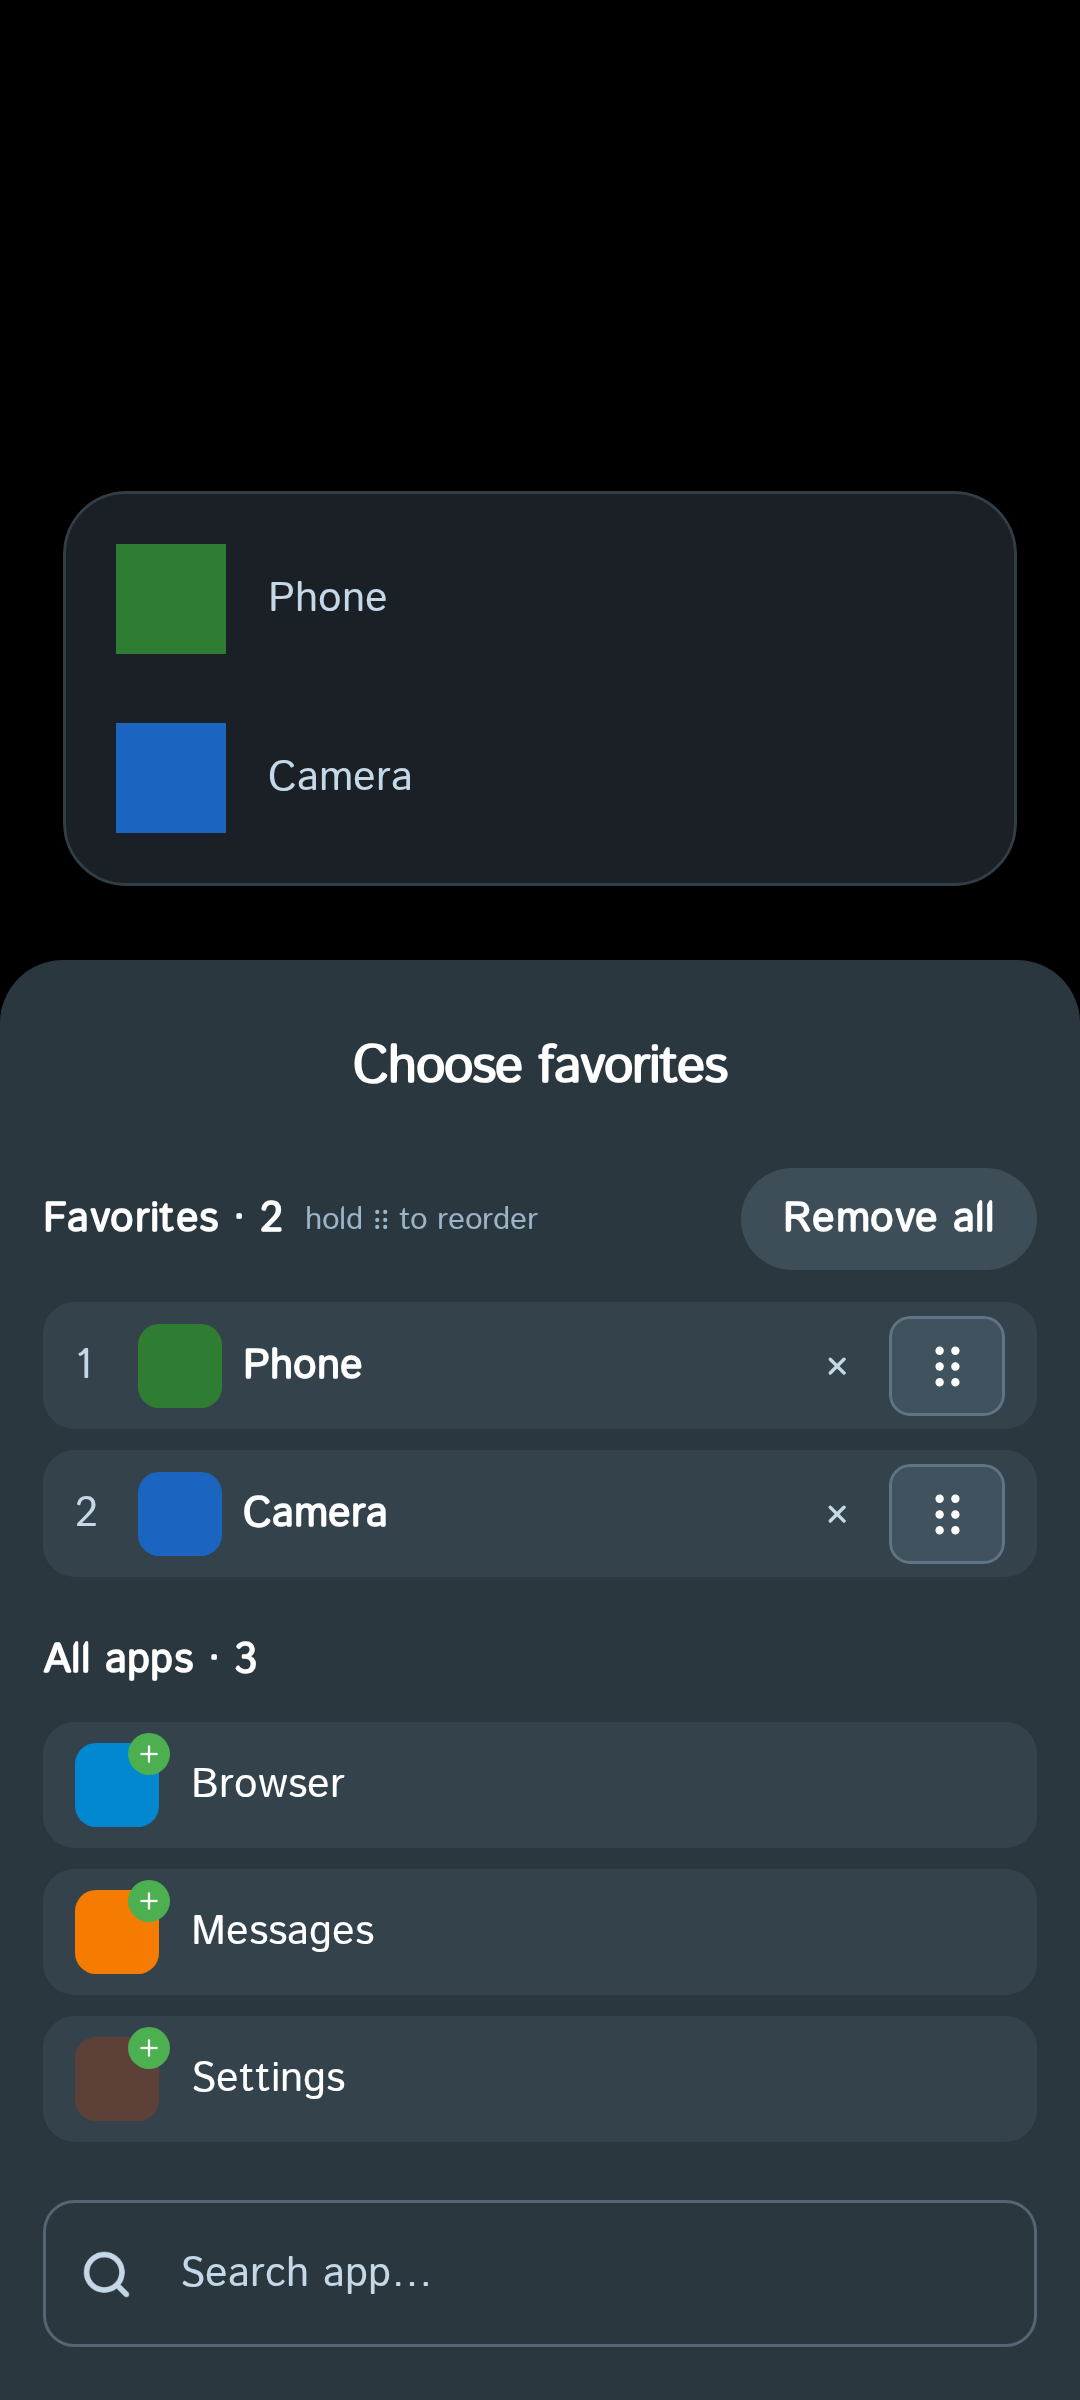 Phone
Camera
Choose favorites
Favorites · 2 hold ⠿ to reorder
Remove all
1 Phone ×
2 Camera ×
All apps · 3
+ Browser
+ Messages
+ Settings
Search app...